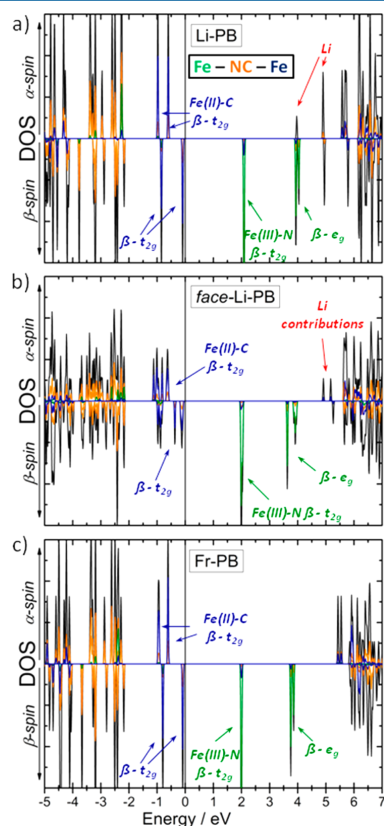 a)
Li-PB
Li
Fe – NC – Fe
α-spin
DOS
β-spin
Fe(II)-C
β- t2g
β- t2g
Fe(III)-N
β- t2g
β- eg
b)
face-Li-PB
Li
contributions
α-spin
DOS
β-spin
Fe(II)-C
β- t2g
β- t2g
β- eg
Fe(III)-N β- t2g
c)
Fr-PB
α-spin
DOS
β-spin
Fe(II)-C
β- t2g
β- t2g
Fe(III)-N
β- t2g
β- eg
-5 -4 -3 -2 -1 0 1 2 3 4 5 6 7
Energy / eV